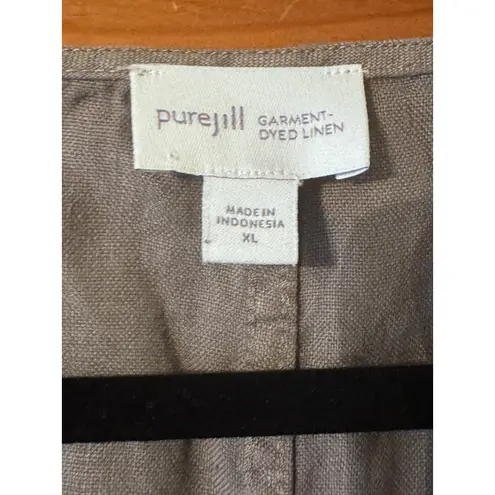 purejill GARMENT-
DYED LINEN
MADE IN
INDONESIA
XL